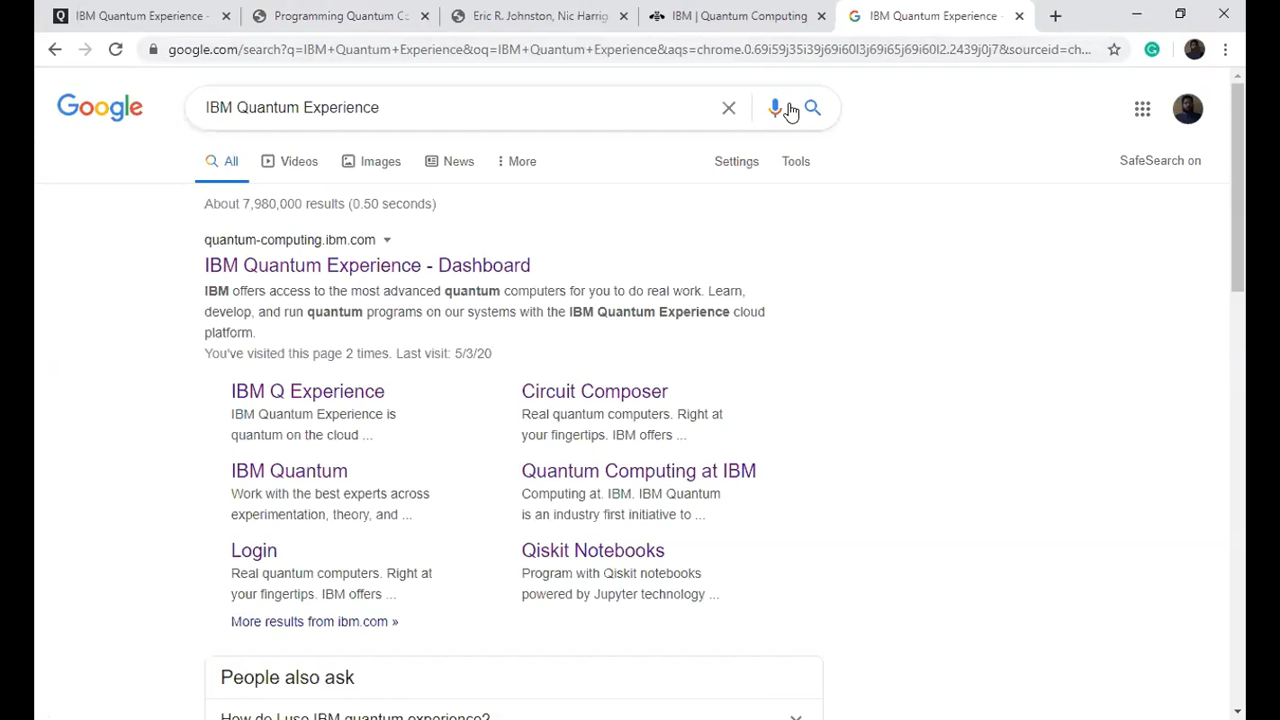 IBM Quantum Experience -
Programming Quantum C
Eric R. Johnston, Nic Harrig
IBM | Quantum Computing
IBM Quantum Experience -
google.com/search?q=IBM+Quantum+Experience&oq=IBM+Quantum+Experience&aqs=chrome.0.69i59j35i39j69i60l3j69i65j69i60l2.2439j0j7&sourceid=ch...
Google
IBM Quantum Experience
All Videos Images News More
Settings Tools
SafeSearch on
About 7,980,000 results (0.50 seconds)
quantum-computing.ibm.com
IBM Quantum Experience - Dashboard
IBM offers access to the most advanced quantum computers for you to do real work. Learn,
develop, and run quantum programs on our systems with the IBM Quantum Experience cloud
platform.
You've visited this page 2 times. Last visit: 5/3/20
IBM Q Experience
IBM Quantum Experience is
quantum on the cloud ...
Circuit Composer
Real quantum computers. Right at
your fingertips. IBM offers ...
IBM Quantum
Work with the best experts across
experimentation, theory, and ...
Quantum Computing at IBM
Computing at. IBM. IBM Quantum
is an industry first initiative to ...
Login
Real quantum computers. Right at
your fingertips. IBM offers ...
Qiskit Notebooks
Program with Qiskit notebooks
powered by Jupyter technology ...
More results from ibm.com »
People also ask
How do I use IBM quantum experience?